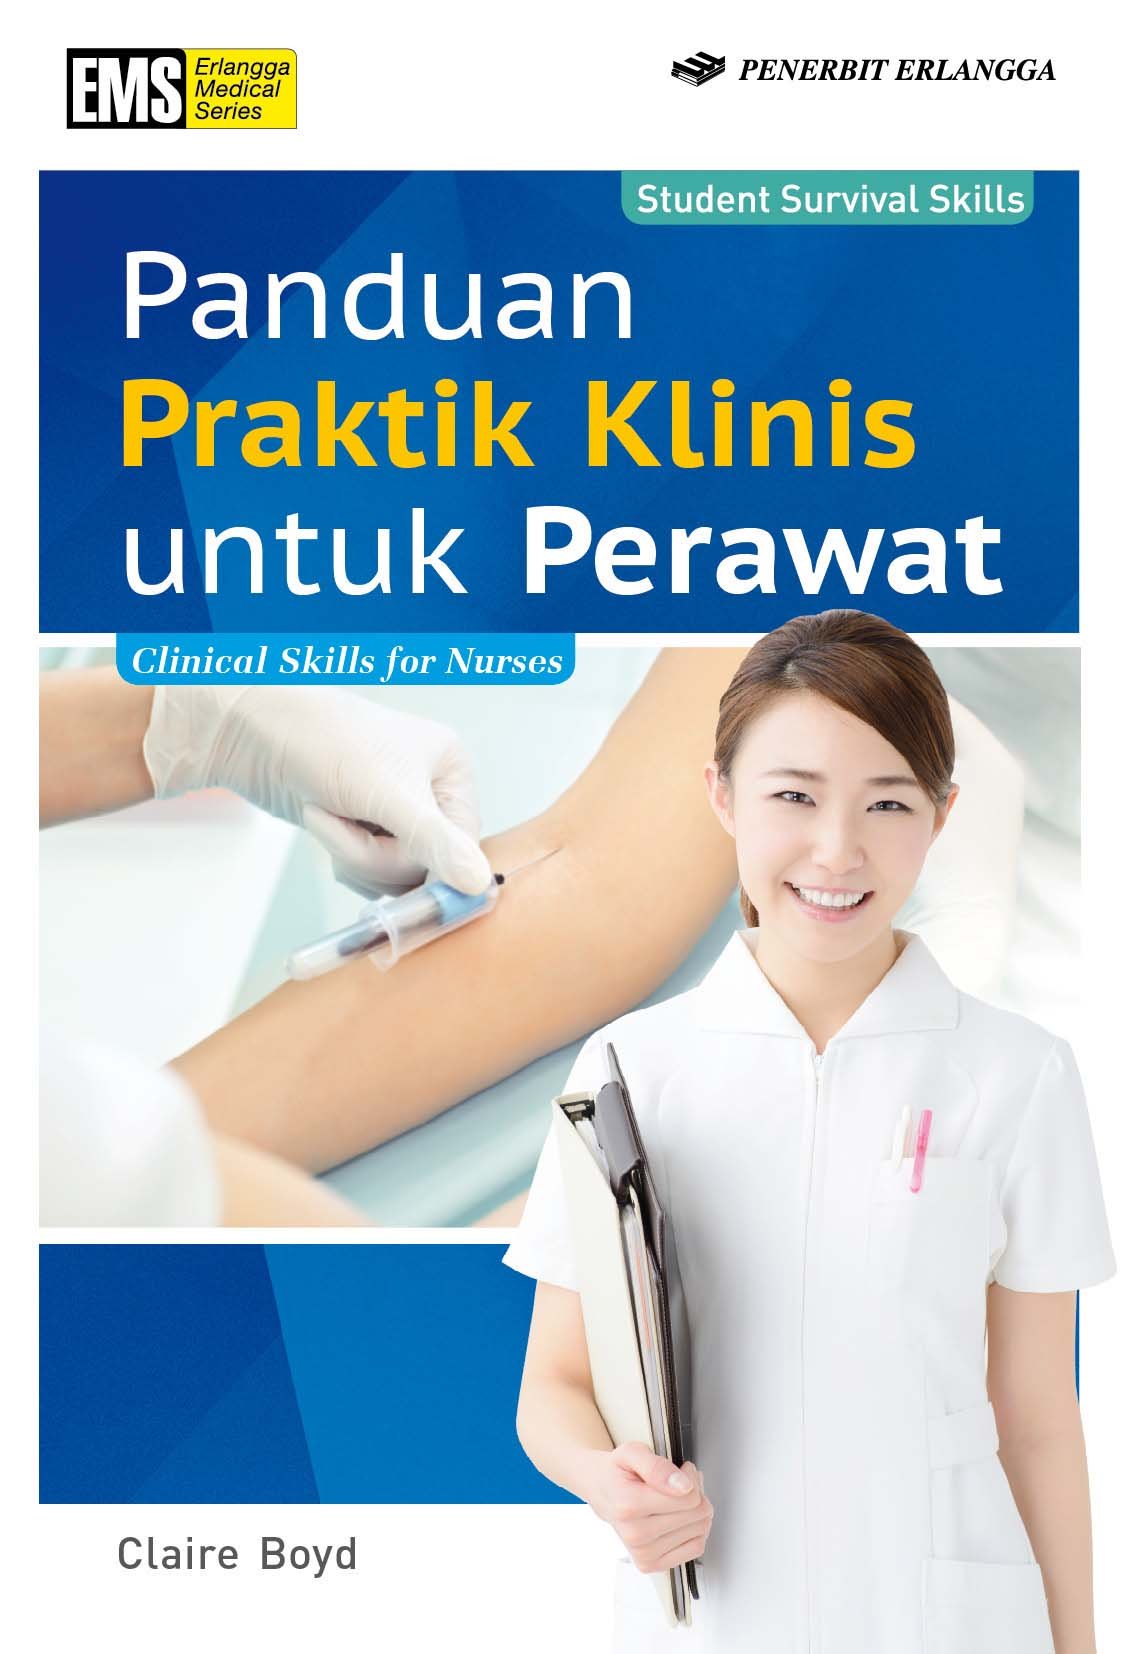 EMS
Erlangga
Medical
Series
PENERBIT ERLANGGA
Student Survival Skills
Panduan
Praktik Klinis
untuk Perawat
Clinical Skills for Nurses
Claire Boyd